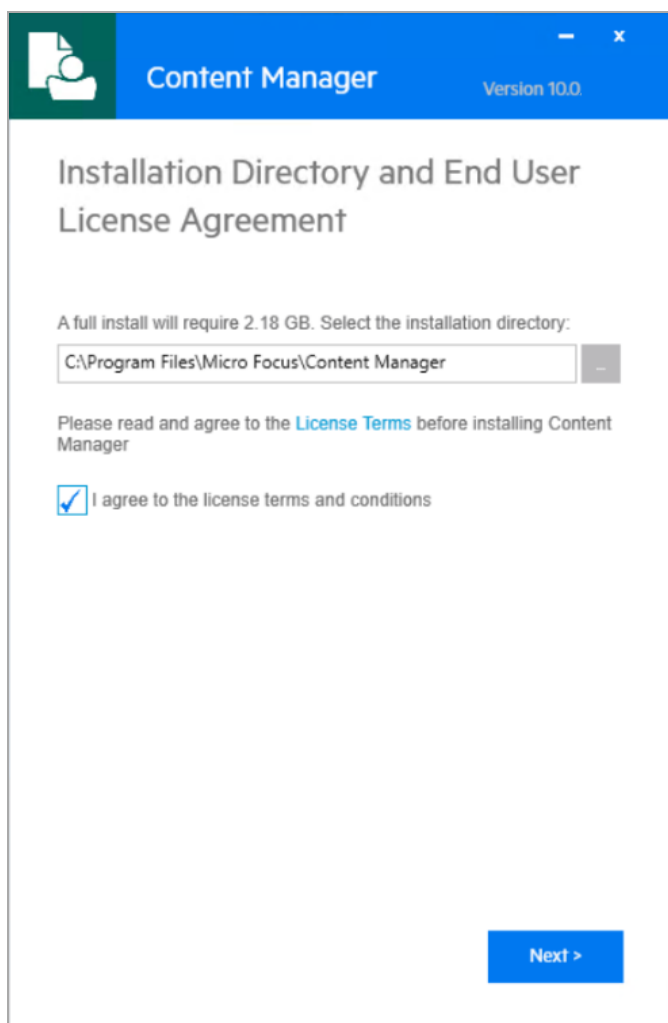 Content Manager
Version 10.0.
Installation Directory and End User
License Agreement
A full install will require 2.18 GB. Select the installation directory:
C:\Program Files\Micro Focus\Content Manager
...
Please read and agree to the License Terms before installing Content
Manager
I agree to the license terms and conditions
Next >